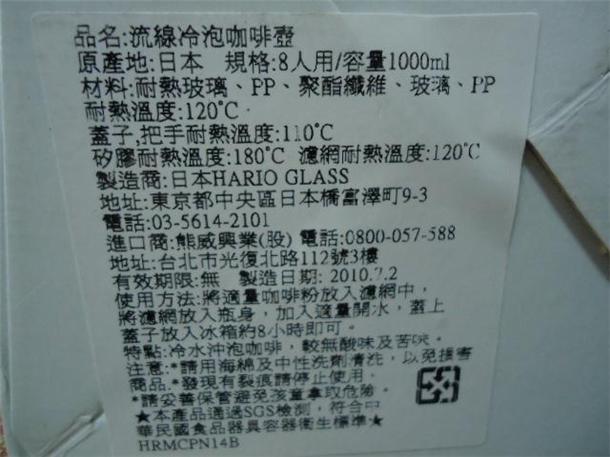 品名:流線冷泡咖啡壺
原產地:日本 規格:8人用/容量1000ml
材料:耐熱玻璃、PP、聚酯纖維、玻璃、PP
耐熱溫度:120°C
蓋子,把手耐熱溫度:110°C
矽膠耐熱溫度:180°C 濾網耐熱溫度:120°C
製造商:日本HARIO GLASS
地址:東京都中央區日本橋富澤町9-3
電話:03-5614-2101
進口商:熊威興業(股) 電話:0800-057-588
地址:台北市光復北路112號3樓
有效期限:無 製造日期: 2010.7.2
使用方法:將適量咖啡粉放入濾網中,
將濾網放入瓶身, 加入適量開水, 蓋上
蓋子放入冰箱約8小時即可。
特點:冷水沖泡咖啡, 較無酸味及苦味。
注意:*請用海綿及中性洗劑清洗, 以免損害
商品。*發現有裂痕請停止使用。
*請妥善保管避免孩童拿取危險。
★本產品通過SGS檢測, 符合中
華民國食品器具容器衛生標準★
HRMCPN14B